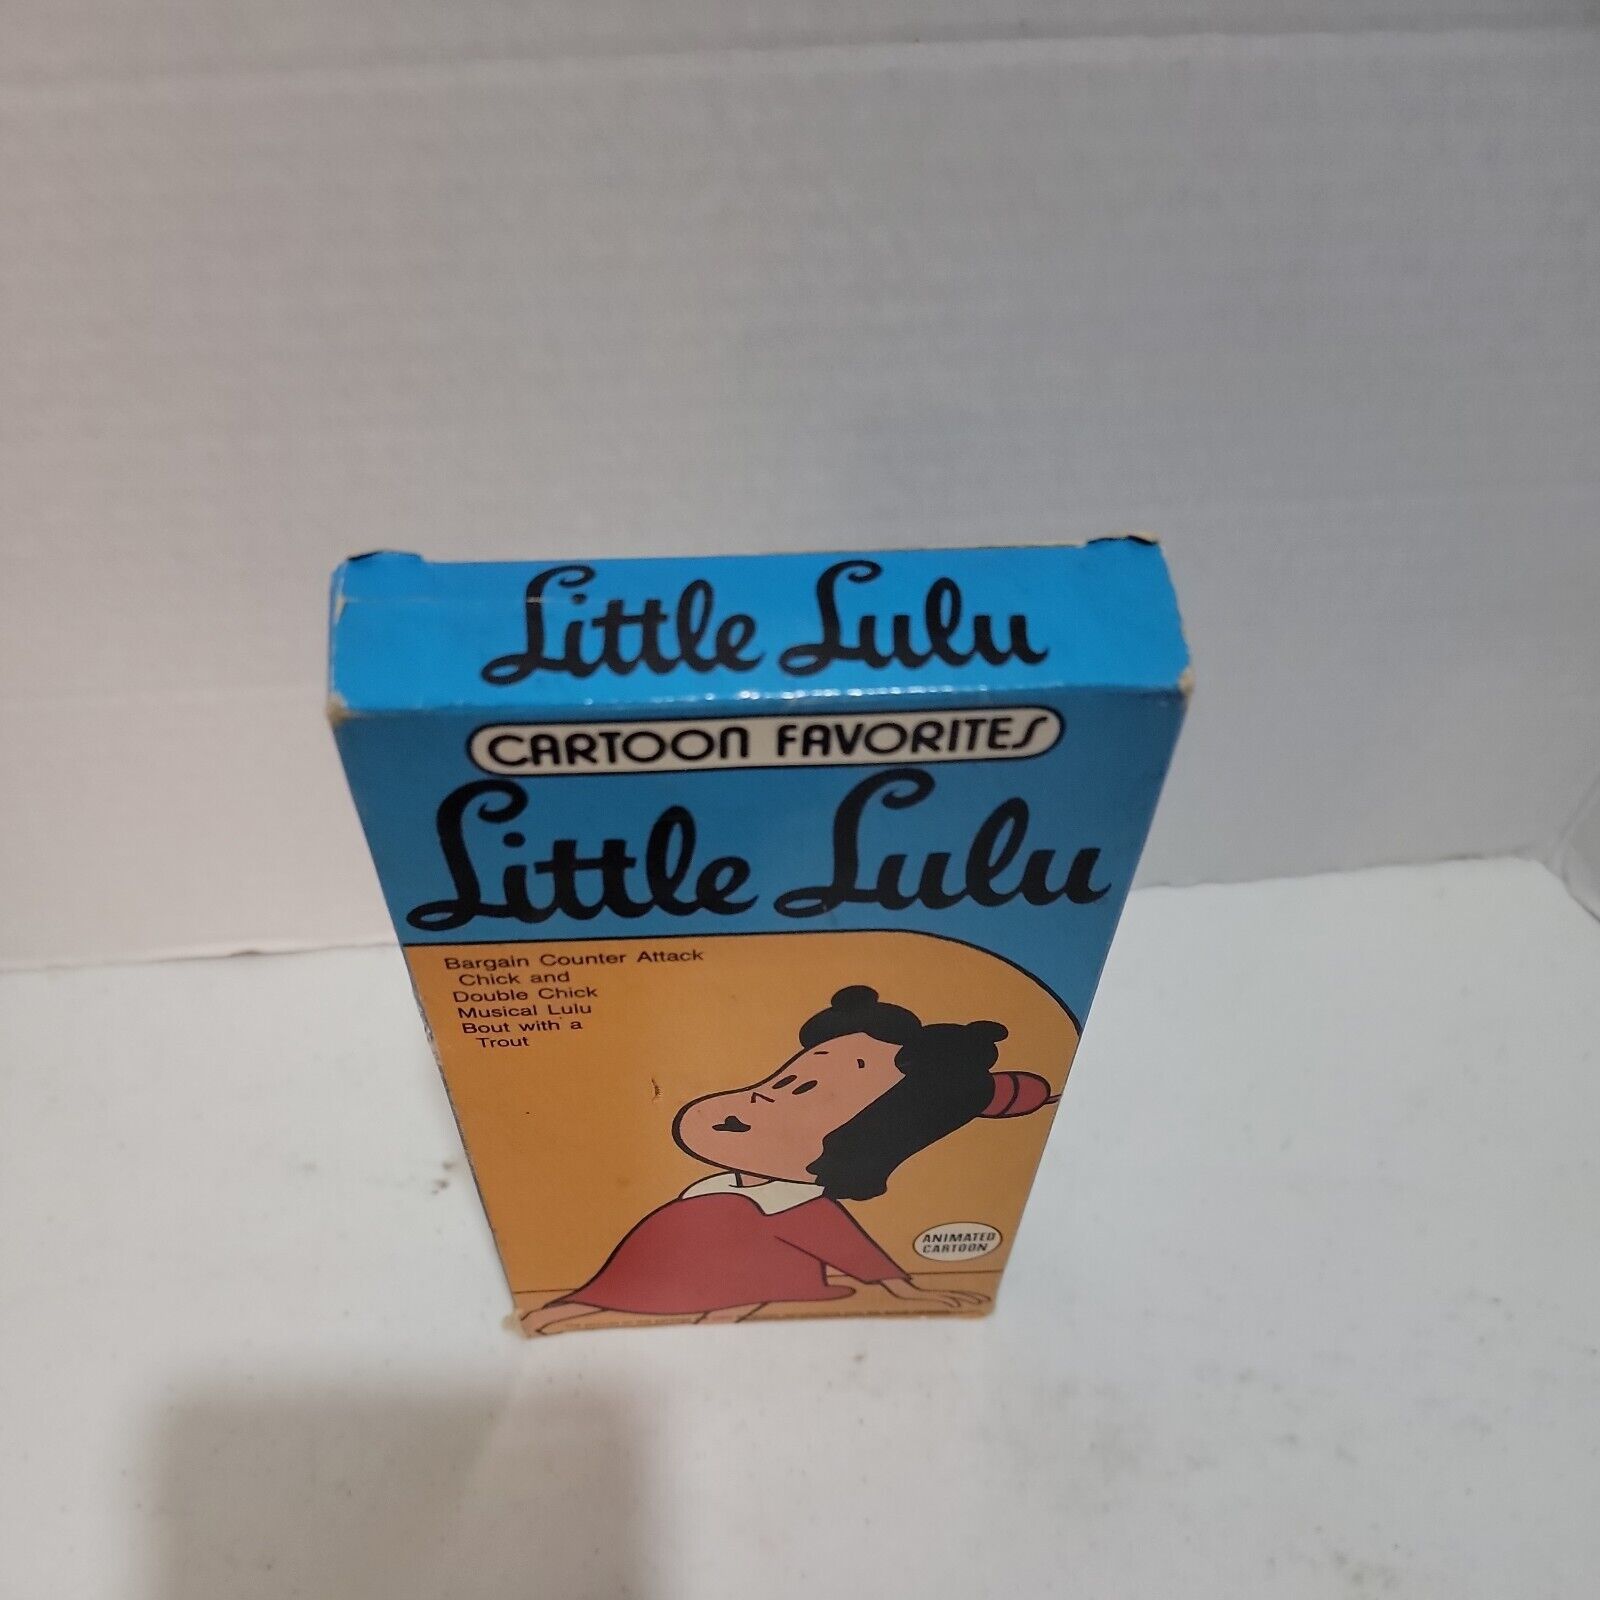 Little Lulu
CARTOON FAVORITES
Little Lulu
Bargain Counter Attack
Chick and
Double Chick
Musical Lulu
Bout with a
Trout
ANIMATED
CARTOON